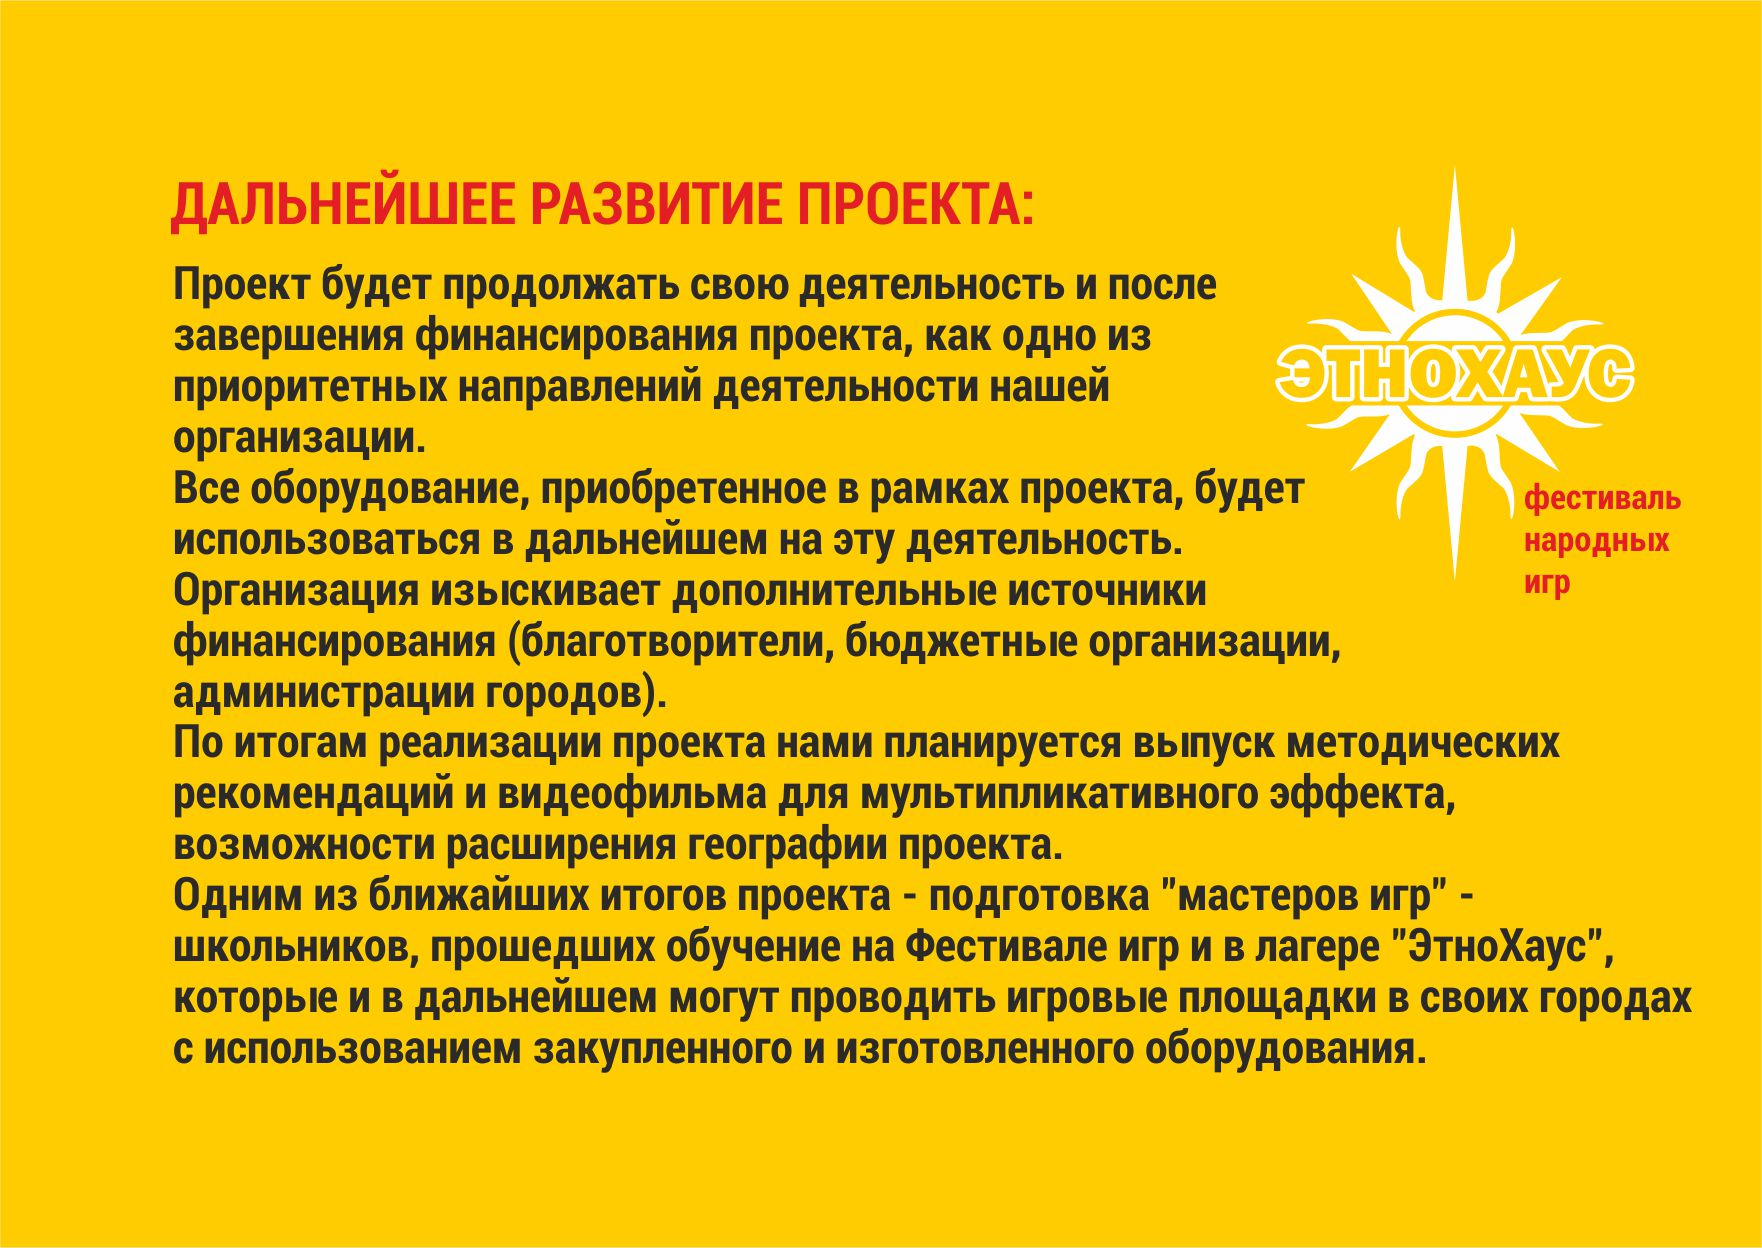 ДАЛЬНЕЙШЕЕ РАЗВИТИЕ ПРОЕКТА:
Проект будет продолжать свою деятельность и после
завершения финансирования проекта, как одно из
приоритетных направлений деятельности нашей
организации.
Все оборудование, приобретенное в рамках проекта, будет
использоваться в дальнейшем на эту деятельность.
Организация изыскивает дополнительные источники
финансирования (благотворители, бюджетные организации,
администрации городов).
По итогам реализации проекта нами планируется выпуск методических
рекомендаций и видеофильма для мультипликативного эффекта,
возможности расширения географии проекта.
Одним из ближайших итогов проекта - подготовка "мастеров игр" -
школьников, прошедших обучение на Фестивале игр и в лагере "ЭтноХаус",
которые и в дальнейшем могут проводить игровые площадки в своих городах
с использованием закупленного и изготовленного оборудования.
ЭТНОХАУС
фестиваль
народных
игр